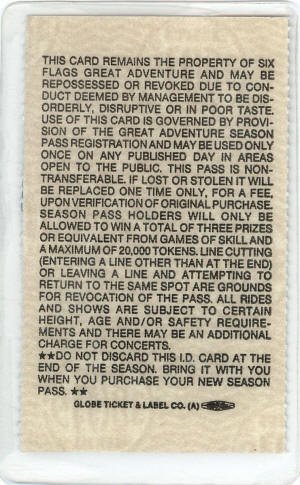 THIS CARD REMAINS THE PROPERTY OF SIX
FLAGS GREAT ADVENTURE AND MAY BE
REPOSSESSED OR REVOKED DUE TO CON-
DUCT DEEMED BY MANAGEMENT TO BE DIS-
ORDERLY, DISRUPTIVE OR IN POOR TASTE.
USE OF THIS CARD IS GOVERNED BY PROVI-
SION OF THE GREAT ADVENTURE SEASON
PASS REGISTRATION AND MAY BE USED ONLY
ONCE ON ANY PUBLISHED DAY IN AREAS
OPEN TO THE PUBLIC. THIS PASS IS NON-
TRANSFERABLE. IF LOST OR STOLEN IT WILL
BE REPLACED ONE TIME ONLY, FOR A FEE,
UPON VERIFICATION OF ORIGINAL PURCHASE.
SEASON PASS HOLDERS WILL ONLY BE
ALLOWED TO WIN A TOTAL OF THREE PRIZES
OR EQUIVALENT FROM GAMES OF SKILL AND
A MAXIMUM OF 20,000 TOKENS. LINE CUTTING
(ENTERING A LINE OTHER THAN AT THE END)
OR LEAVING A LINE AND ATTEMPTING TO
RETURN TO THE SAME SPOT ARE GROUNDS
FOR REVOCATION OF THE PASS. ALL RIDES
AND SHOWS ARE SUBJECT TO CERTAIN
HEIGHT, AGE AND/OR SAFETY REQUIRE-
MENTS AND THERE MAY BE AN ADDITIONAL
CHARGE FOR CONCERTS.
★★DO NOT DISCARD THIS I.D. CARD AT THE
END OF THE SEASON. BRING IT WITH YOU
WHEN YOU PURCHASE YOUR NEW SEASON
PASS. ★★
GLOBE TICKET & LABEL CO. (A)